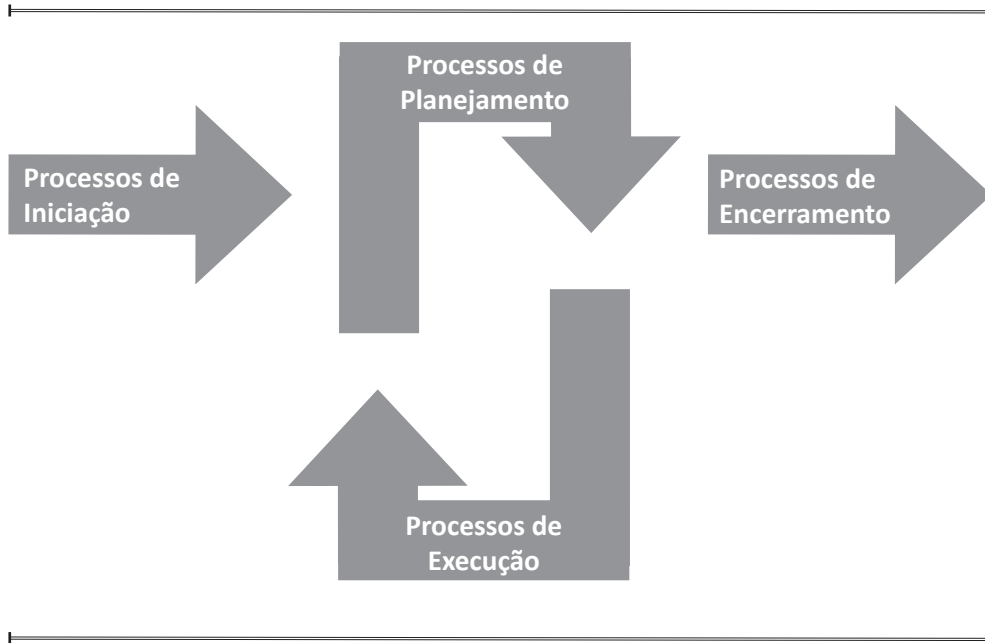 Processos de
Planejamento
Processos de
Iniciação
Processos de
Encerramento
Processos de
Execução